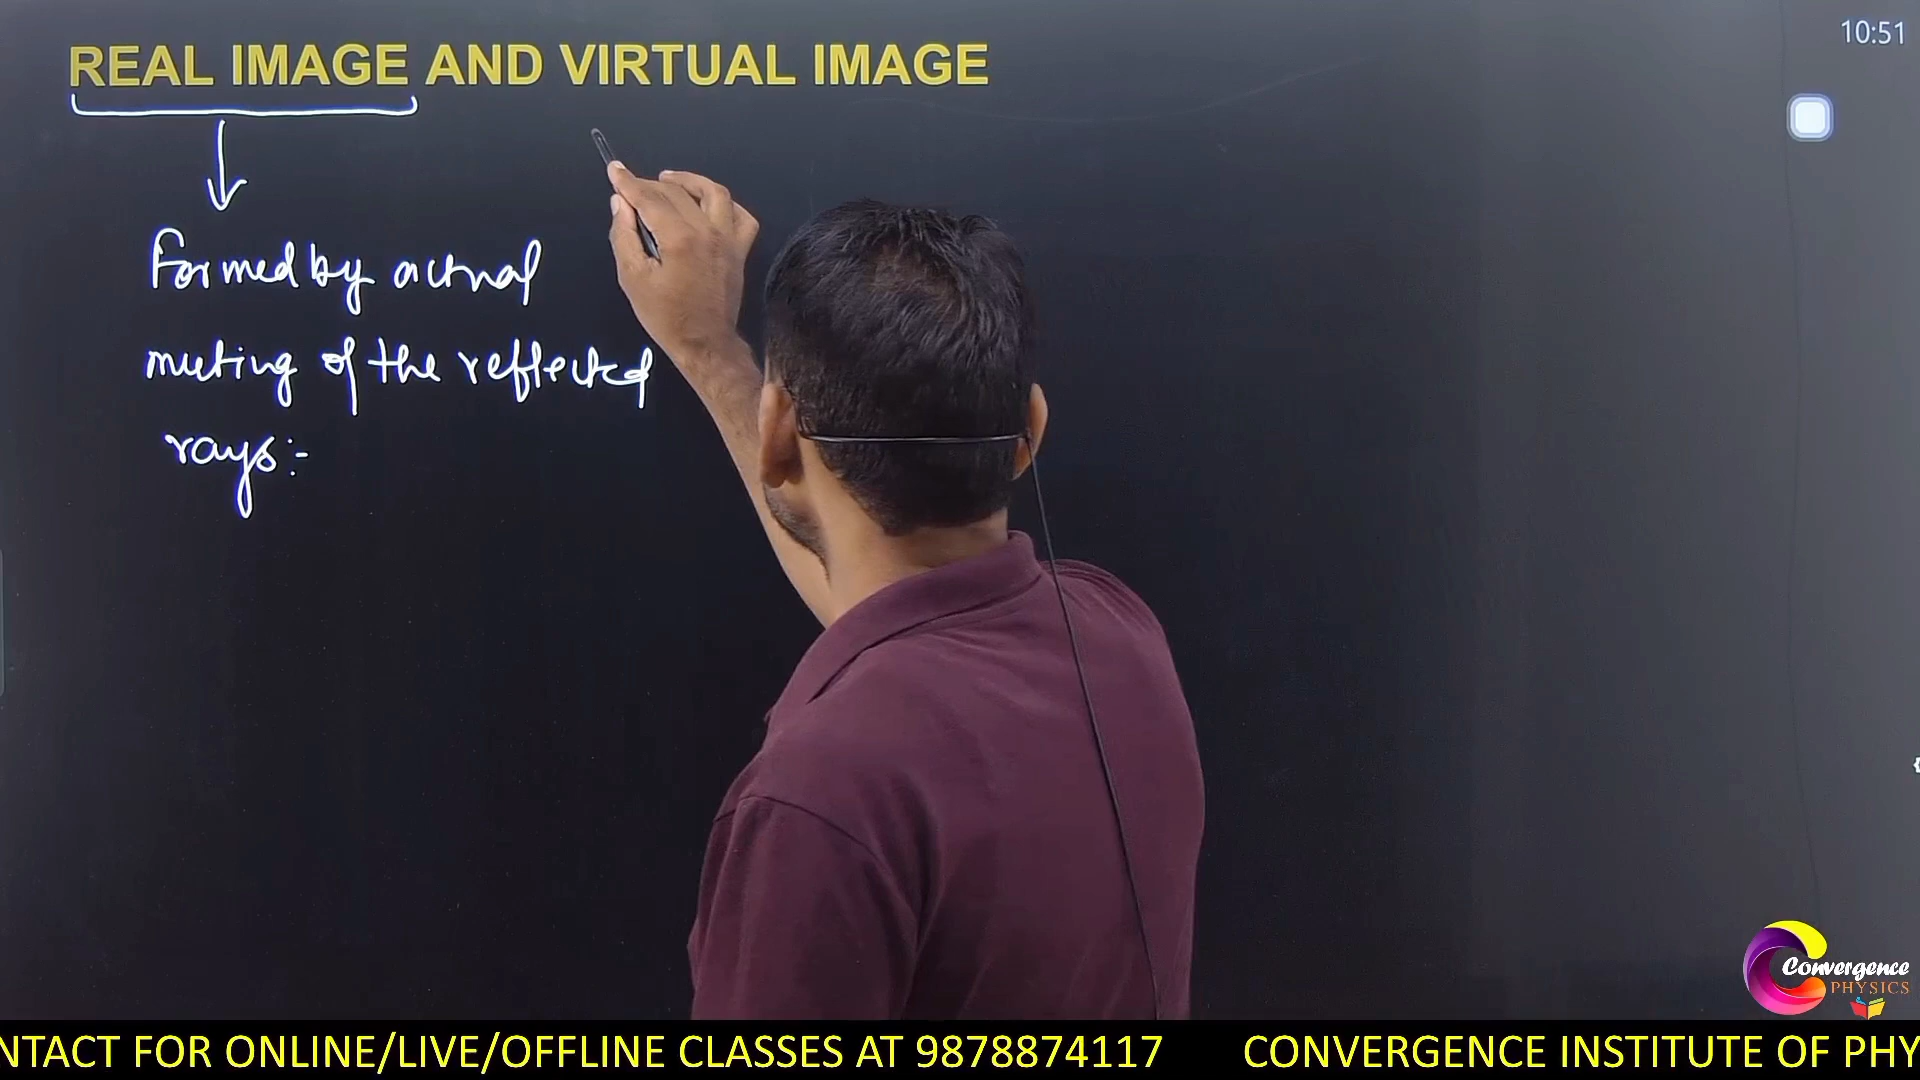 REAL IMAGE AND VIRTUAL IMAGE
10:51
Formed by actual
meeting of the reflected
rays:-
Convergence
PHYSICS
NTACT FOR ONLINE/LIVE/OFFLINE CLASSES AT 9878874117 CONVERGENCE INSTITUTE OF PHY